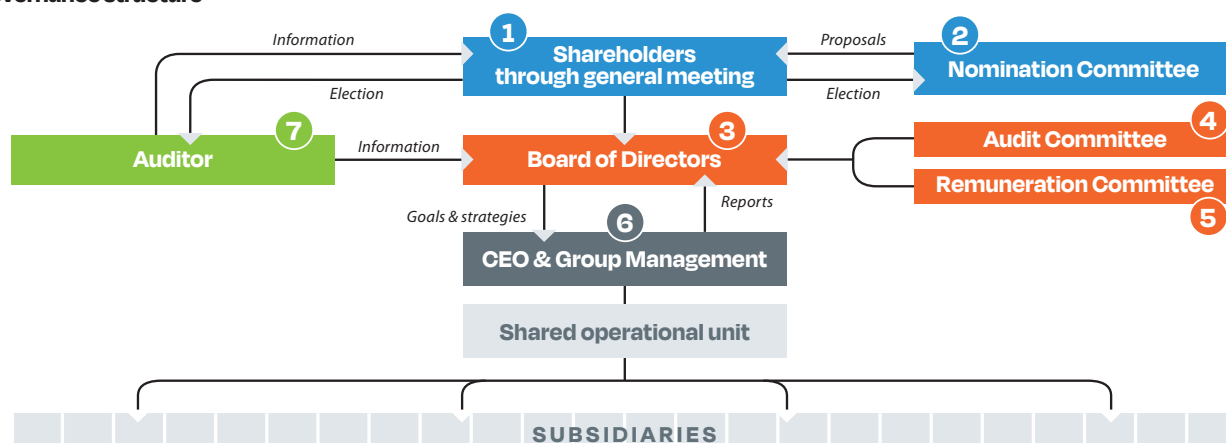 Information
1
Shareholders
through general meeting
Proposals
2
Nomination Committee
Election
Election
7
Auditor
Information
3
Board of Directors
4
Audit Committee
Remuneration Committee
5
Goals & strategies
6
Reports
CEO & Group Management
Shared operational unit
SUBSIDIARIES